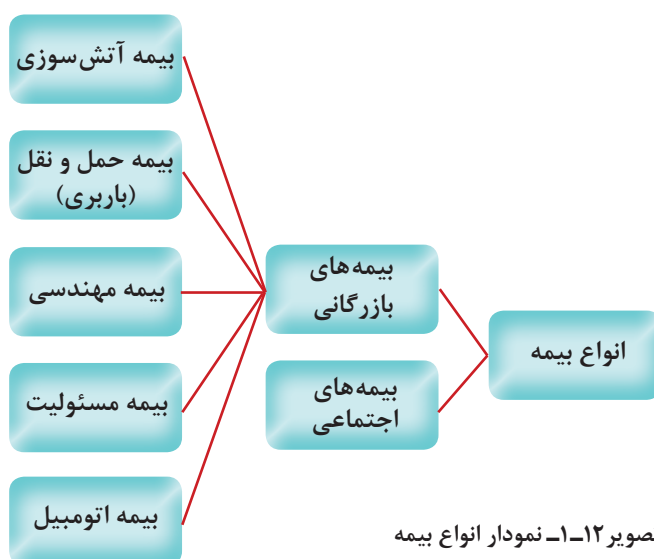 انواع بیمه
بیمه‌های
بازرگانی
بیمه‌های
اجتماعی
بیمه آتش‌سوزی
بیمه حمل و نقل
(باربری)
بیمه مهندسی
بیمه مسئولیت
بیمه اتومبیل
صویر۱۲ــ۱ــ نمودار انواع بیمه